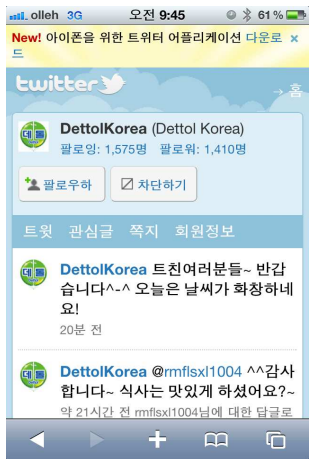 olleh 3G 오전 9:45 61%
New! 아이폰을 위한 트위터 어플리케이션 다운로 ×
드
twitter
→ 홈
데톨
DettolKorea (Dettol Korea)
팔로잉: 1,575명 팔로워: 1,410명
팔로우하 차단하기
트윗 관심글 쪽지 회원정보
데톨
DettolKorea 트친여러분들~ 반갑
습니다^-^ 오늘은 날씨가 화창하네
요!
20분 전
데톨
DettolKorea @rmflsxl1004 ^^감사
합니다~ 식사는 맛있게 하셨어요?~
약 21시간 전 rmflsxl1004님에 대한 답글로